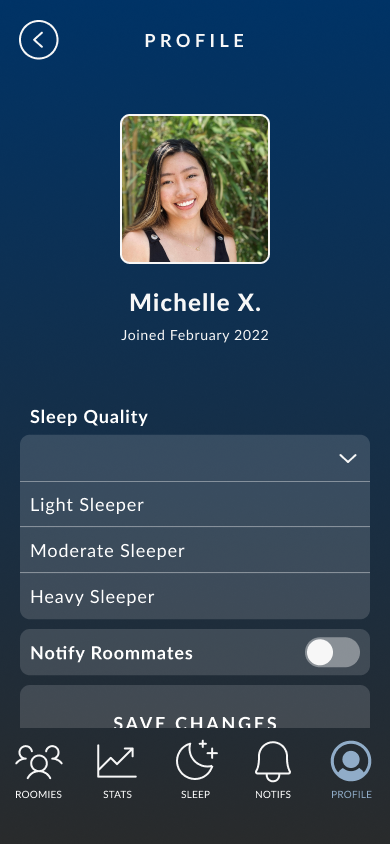 PROFILE
Michelle X.
Joined February 2022
Sleep Quality
Light Sleeper
Moderate Sleeper
Heavy Sleeper
Notify Roommates
SAVE CHANGES
ROOMIES STATS SLEEP NOTIFS PROFILE